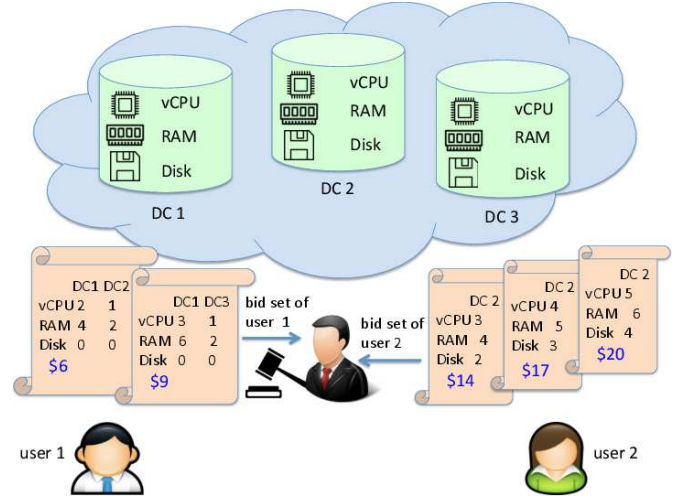 vCPU
RAM
Disk
DC 1
vCPU
RAM
Disk
DC 2
vCPU
RAM
Disk
DC 3
DC1 DC2
vCPU 2 1
RAM 4 2
Disk 0 0
$6
DC1 DC3
vCPU 3 1
RAM 6 2
Disk 0 0
$9
bid set of
user 1
bid set of
user 2
DC 2
vCPU 3
RAM 4
Disk 2
$14
DC 2
vCPU 4
RAM 5
Disk 3
$17
DC 2
vCPU 5
RAM 6
Disk 4
$20
user 1
user 2